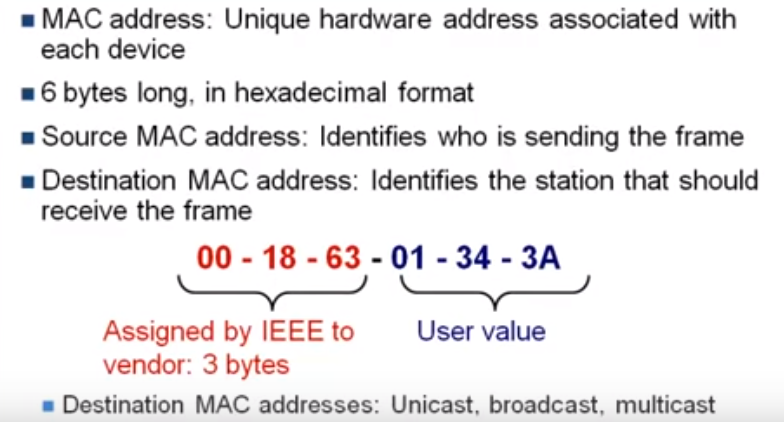 MAC address: Unique hardware address associated with
each device
6 bytes long, in hexadecimal format
Source MAC address: Identifies who is sending the frame
Destination MAC address: Identifies the station that should
receive the frame
00 - 18 - 63 - 01 - 34 - 3A
Assigned by IEEE to User value
vendor: 3 bytes
Destination MAC addresses: Unicast, broadcast, multicast